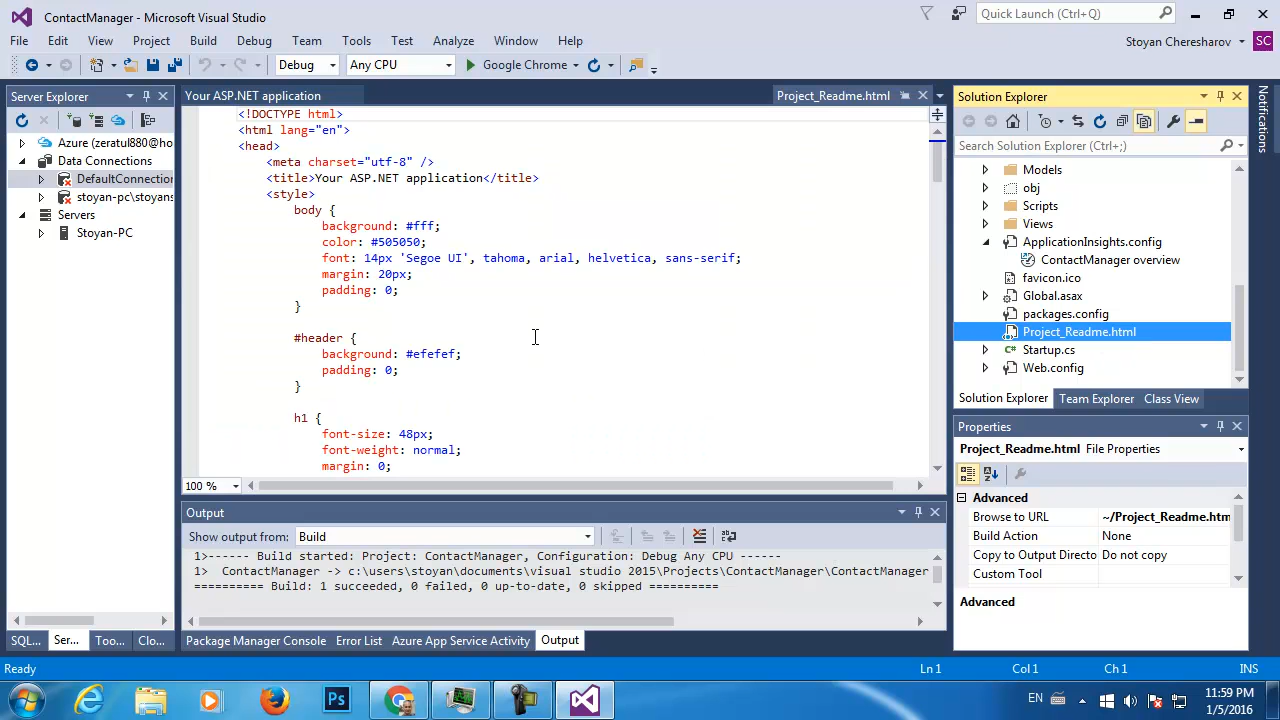 ContactManager - Microsoft Visual Studio
Quick Launch (Ctrl+Q)
File Edit View Project Build Debug Team Tools Test Analyze Window Help
Stoyan Cheresharov SC
Debug Any CPU Google Chrome
Server Explorer
Azure (zeratul880@ho
Data Connections
DefaultConnection
stoyan-pc\stoyans
Servers
Stoyan-PC
SQL... Ser... Too... Clo...
Your ASP.NET application
Project_Readme.html
<!DOCTYPE html>
<html lang="en">
<head>
<meta charset="utf-8" />
<title>Your ASP.NET application</title>
<style>
body {
background: #fff;
color: #505050;
font: 14px 'Segoe UI', tahoma, arial, helvetica, sans-serif;
margin: 20px;
padding: 0;
}
#header {
background: #efefef;
padding: 0;
}
h1 {
font-size: 48px;
font-weight: normal;
margin: 0;
100 %
Output
Show output from: Build
1>------ Build started: Project: ContactManager, Configuration: Debug Any CPU ------
1> ContactManager -> c:\users\stoyan\documents\visual studio 2015\Projects\ContactManager\ContactManager
========== Build: 1 succeeded, 0 failed, 0 up-to-date, 0 skipped ==========
Package Manager Console Error List Azure App Service Activity Output
Solution Explorer
Search Solution Explorer (Ctrl+;)
Models
obj
Scripts
Views
ApplicationInsights.config
ContactManager overview
favicon.ico
Global.asax
packages.config
Project_Readme.html
Startup.cs
Web.config
Solution Explorer Team Explorer Class View
Properties
Project_Readme.html File Properties
Advanced
Browse to URL ~/Project_Readme.htm
Build Action None
Copy to Output Directo Do not copy
Custom Tool
Advanced
Notifications
Ready Ln 1 Col 1 Ch 1 INS
Ps
EN
11:59 PM
1/5/2016